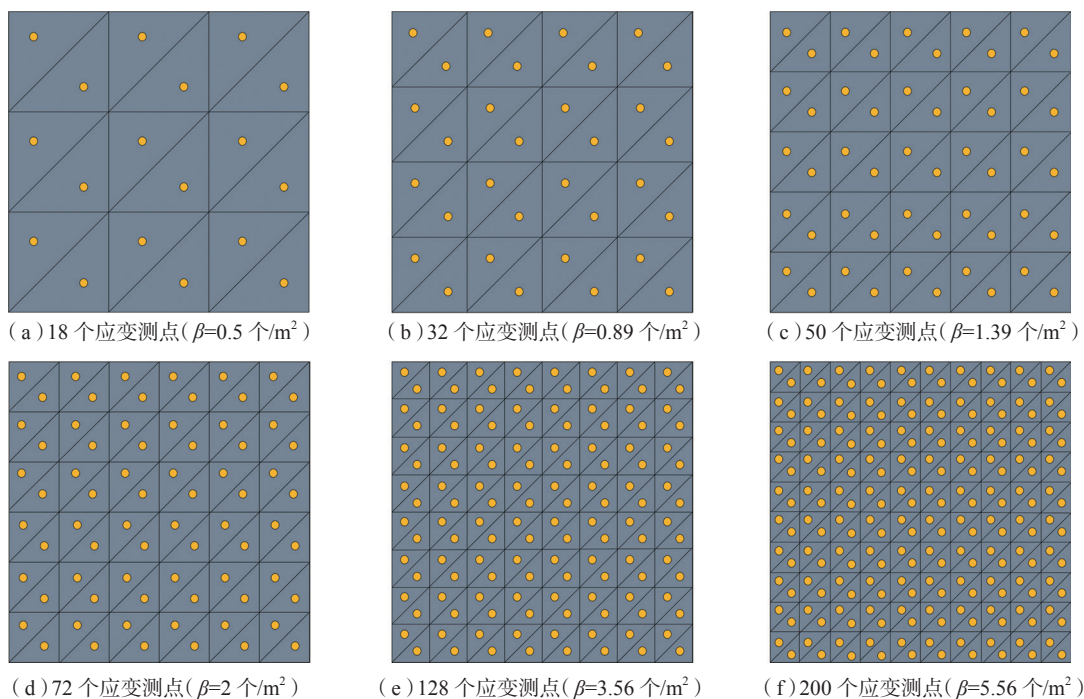 (a)18 个应变测点(β=0.5 个/m²)
(b)32 个应变测点(β=0.89 个/m²)
(c)50 个应变测点(β=1.39 个/m²)
(d)72 个应变测点(β=2 个/m²)
(e)128 个应变测点(β=3.56 个/m²)
(f)200 个应变测点(β=5.56 个/m²)